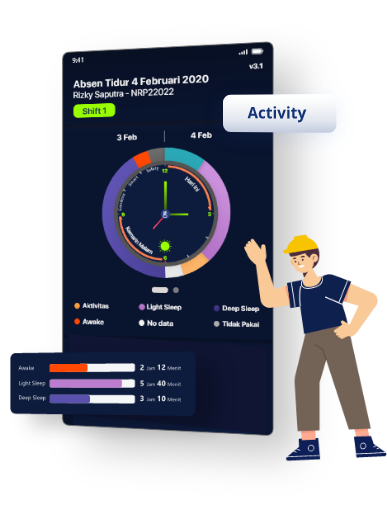 9:41
v3.1
Absen Tidur 4 Februari 2020
Rizky Saputra - NRP22022
Shift 1
Activity
3 Feb
4 Feb
12
Hari ini
Kemarin Malam
6
Aktivitas
Light Sleep
Deep Sleep
Awake
No data
Tidak Pakai
Awake 2 Jam 12 Menit
Light Sleep 5 Jam 40 Menit
Deep Sleep 3 Jam 10 Menit